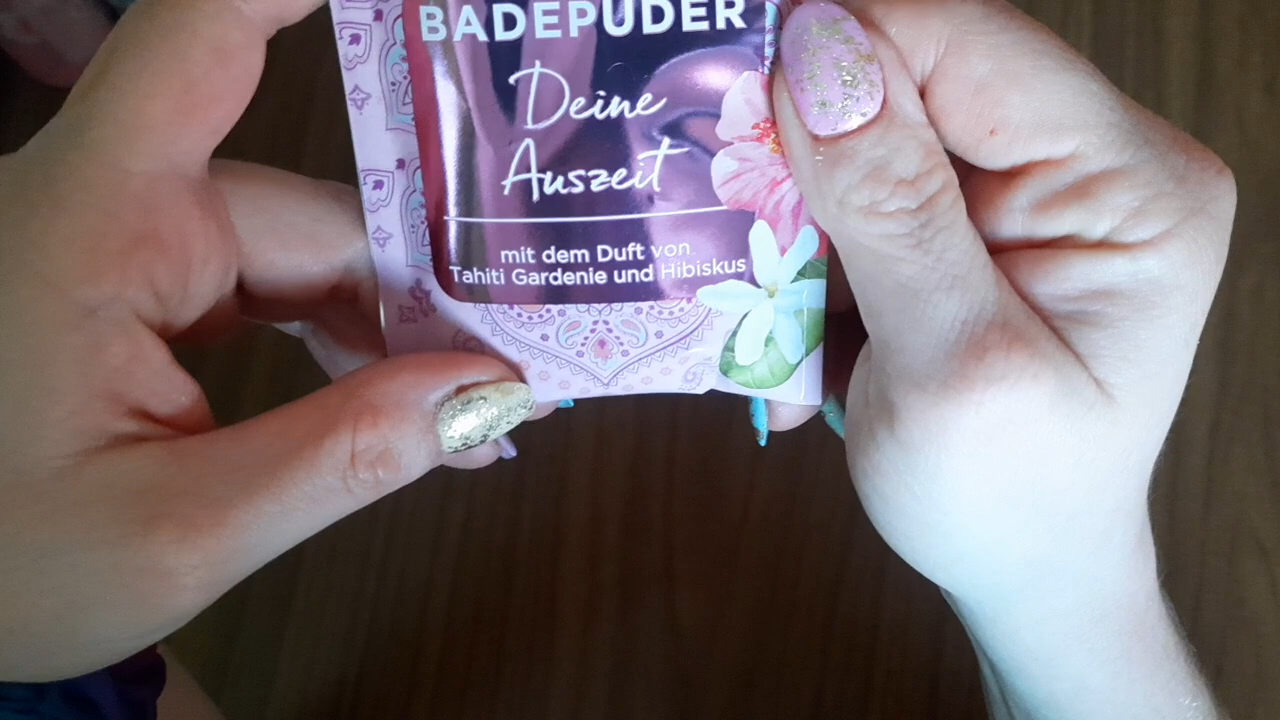 BADEPUDER
Deine
Auszeit
mit dem Duft von
Tahiti Gardenie und Hibiskus